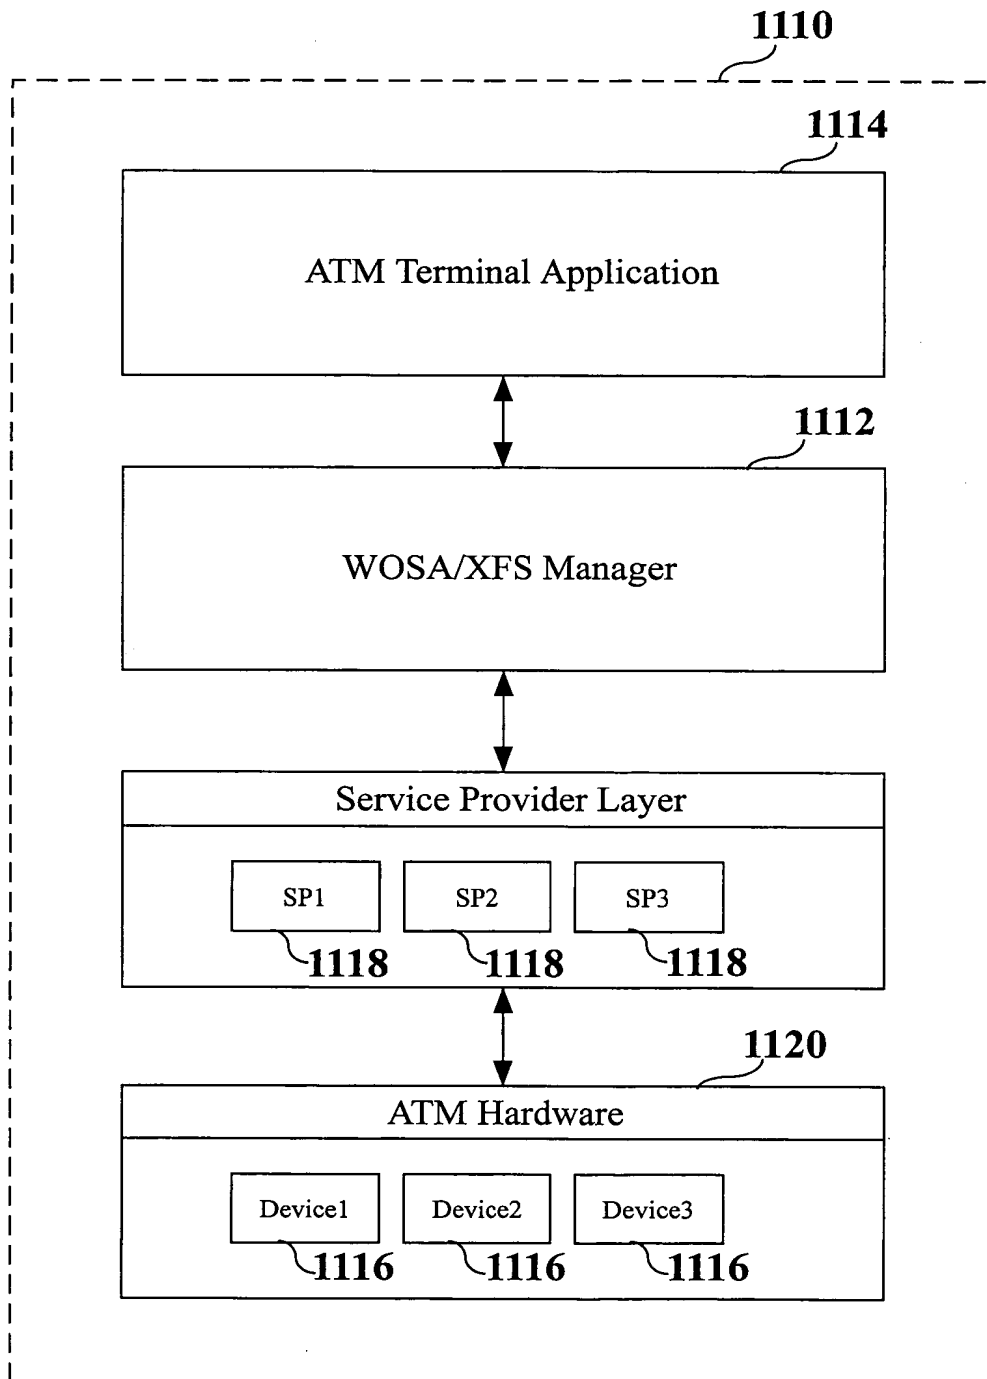 1110
1114
ATM Terminal Application
1112
WOSA/XFS Manager
Service Provider Layer
SP1 SP2 SP3
1118 1118 1118
1120
ATM Hardware
Device1 Device2 Device3
1116 1116 1116